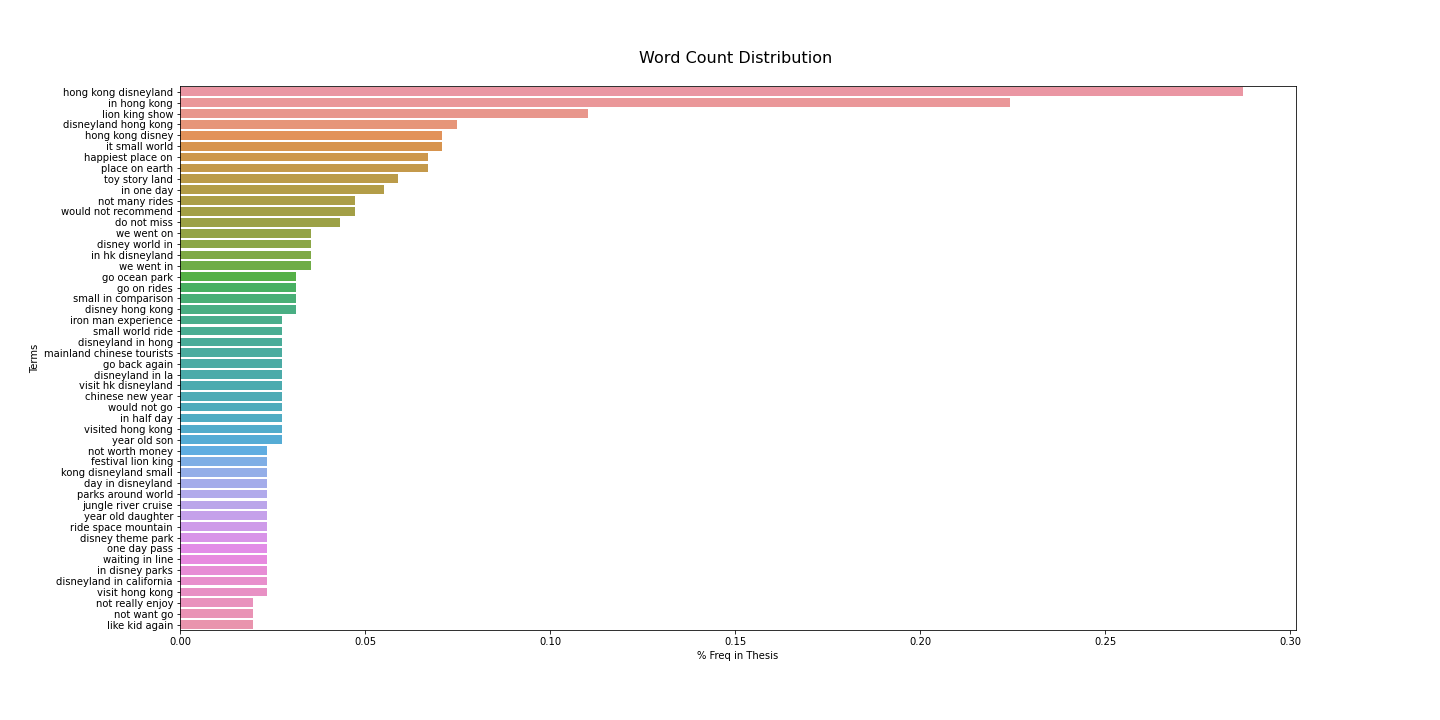 Word Count Distribution
hong kong disneyland
in hong kong
lion king show
disneyland hong kong
hong kong disney
it small world
happiest place on
place on earth
toy story land
in one day
not many rides
would not recommend
do not miss
we went on
disney world in
in hk disneyland
we went in
go ocean park
go on rides
small in comparison
disney hong kong
iron man experience
small world ride
disneyland in hong
mainland chinese tourists
go back again
disneyland in la
visit hk disneyland
chinese new year
would not go
in half day
visited hong kong
year old son
not worth money
festival lion king
kong disneyland small
day in disneyland
parks around world
jungle river cruise
year old daughter
ride space mountain
disney theme park
one day pass
waiting in line
in disney parks
disneyland in california
visit hong kong
not really enjoy
not want go
like kid again
Terms
0.00 0.05 0.10 0.15 0.20 0.25 0.30
% Freq in Thesis